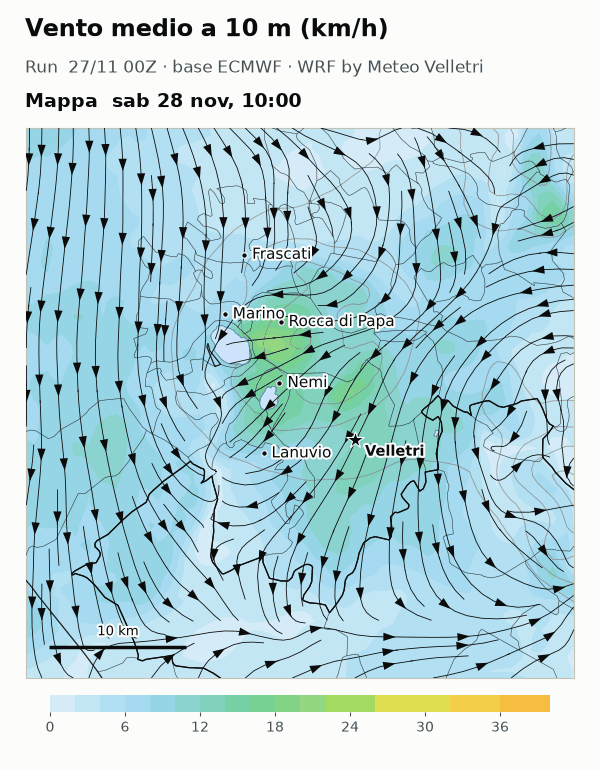 Vento medio a 10 m (km/h)
Run  27/11 00Z · base ECMWF · WRF by Meteo Velletri
Mappa  sab 28 nov, 10:00
Frascati
Marino
Rocca di Papa
Nemi
Velletri
Lanuvio
10 km
0 6 12 18 24 30 36